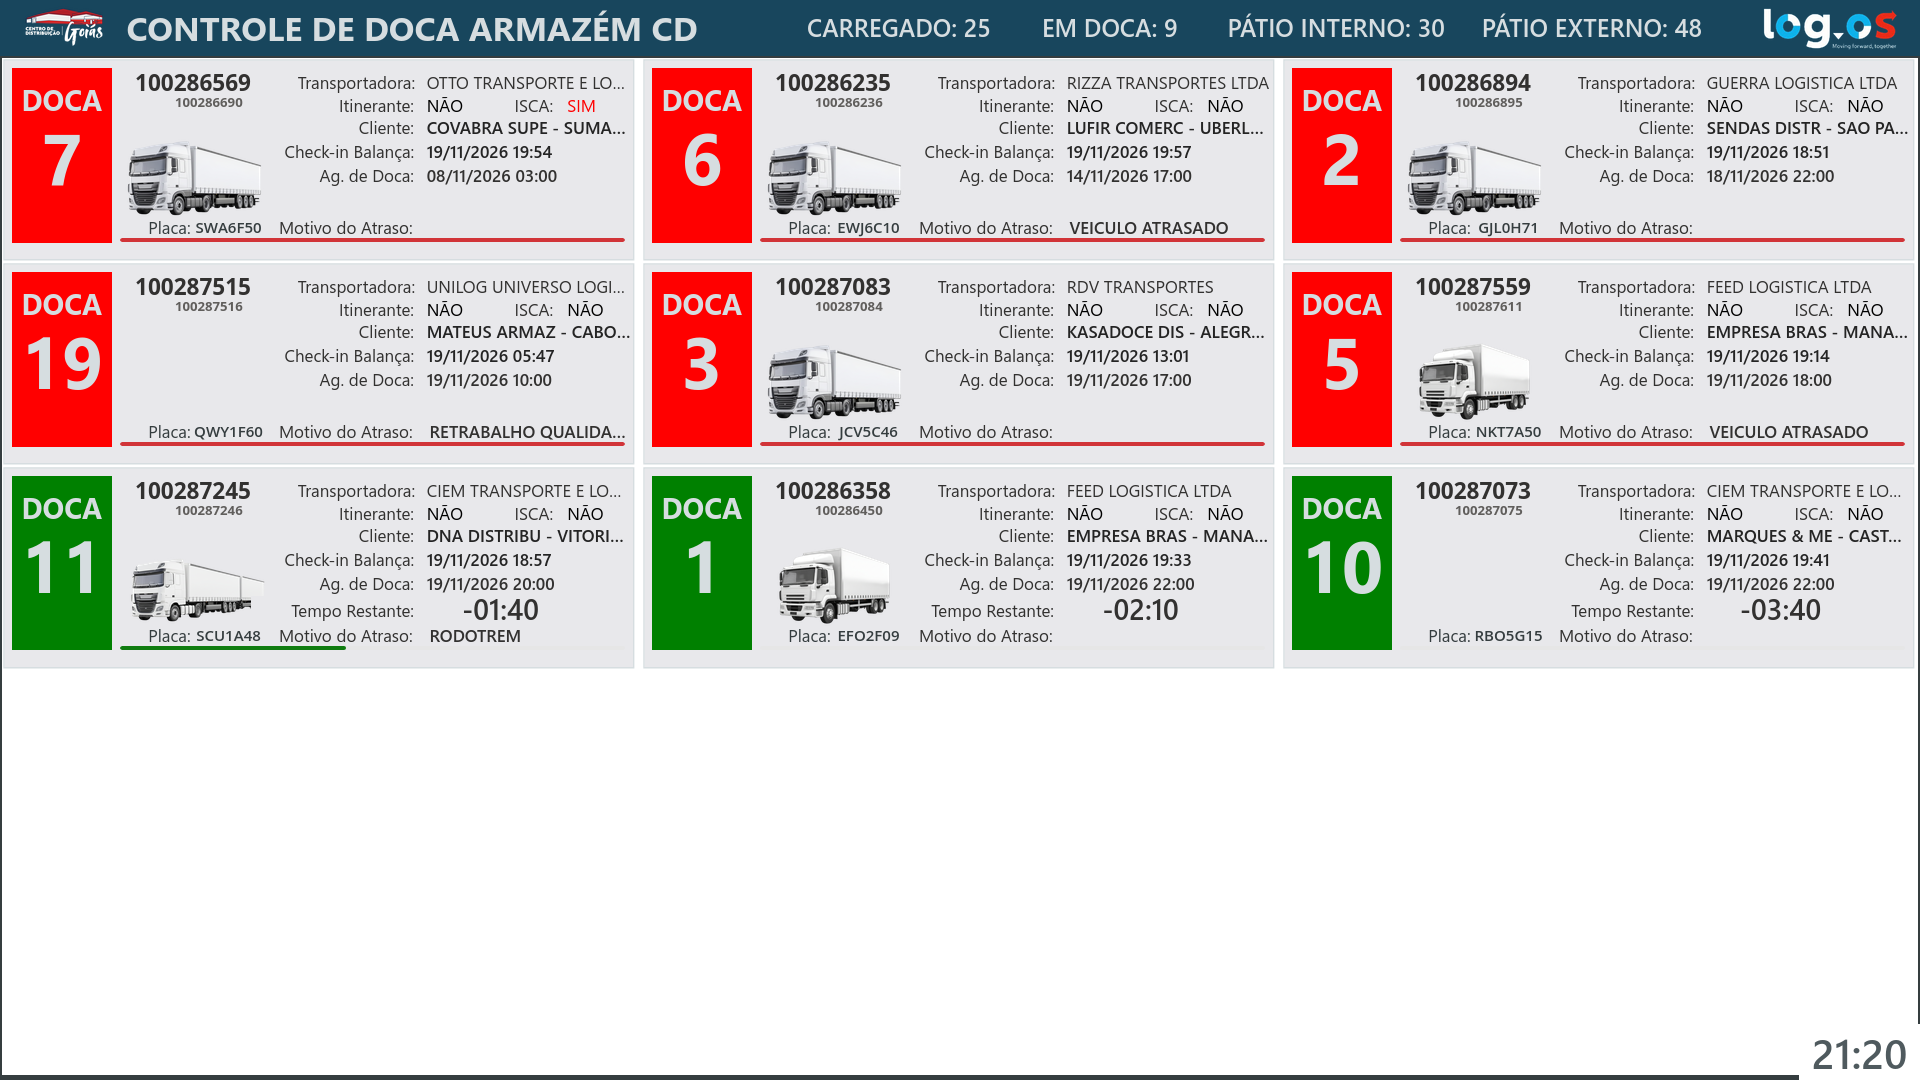 CENTRO DE DISTRIBUIÇÃO Goiás
CONTROLE DE DOCA ARMAZÉM CD
CARREGADO: 25
EM DOCA: 9
PÁTIO INTERNO: 30
PÁTIO EXTERNO: 48
log.os
Moving forward, together
DOCA
7
100286569
100286690
Transportadora: OTTO TRANSPORTE E LO...
Itinerante: NÃO ISCA: SIM
Cliente: COVABRA SUPE - SUMA...
Check-in Balança: 19/11/2026 19:54
Ag. de Doca: 08/11/2026 03:00
Placa: SWA6F50 Motivo do Atraso:
DOCA
6
100286235
100286236
Transportadora: RIZZA TRANSPORTES LTDA
Itinerante: NÃO ISCA: NÃO
Cliente: LUFIR COMERC - UBERL...
Check-in Balança: 19/11/2026 19:57
Ag. de Doca: 14/11/2026 17:00
Placa: EWJ6C10 Motivo do Atraso: VEICULO ATRASADO
DOCA
2
100286894
100286895
Transportadora: GUERRA LOGISTICA LTDA
Itinerante: NÃO ISCA: NÃO
Cliente: SENDAS DISTR - SAO PA...
Check-in Balança: 19/11/2026 18:51
Ag. de Doca: 18/11/2026 22:00
Placa: GJL0H71 Motivo do Atraso:
DOCA
19
100287515
100287516
Transportadora: UNILOG UNIVERSO LOGI...
Itinerante: NÃO ISCA: NÃO
Cliente: MATEUS ARMAZ - CABO...
Check-in Balança: 19/11/2026 05:47
Ag. de Doca: 19/11/2026 10:00
Placa: QWY1F60 Motivo do Atraso: RETRABALHO QUALIDA...
DOCA
3
100287083
100287084
Transportadora: RDV TRANSPORTES
Itinerante: NÃO ISCA: NÃO
Cliente: KASADOCE DIS - ALEGR...
Check-in Balança: 19/11/2026 13:01
Ag. de Doca: 19/11/2026 17:00
Placa: JCV5C46 Motivo do Atraso:
DOCA
5
100287559
100287611
Transportadora: FEED LOGISTICA LTDA
Itinerante: NÃO ISCA: NÃO
Cliente: EMPRESA BRAS - MANA...
Check-in Balança: 19/11/2026 19:14
Ag. de Doca: 19/11/2026 18:00
Placa: NKT7A50 Motivo do Atraso: VEICULO ATRASADO
DOCA
11
100287245
100287246
Transportadora: CIEM TRANSPORTE E LO...
Itinerante: NÃO ISCA: NÃO
Cliente: DNA DISTRIBU - VITORI...
Check-in Balança: 19/11/2026 18:57
Ag. de Doca: 19/11/2026 20:00
Tempo Restante: -01:40
Placa: SCU1A48 Motivo do Atraso: RODOTREM
DOCA
1
100286358
100286450
Transportadora: FEED LOGISTICA LTDA
Itinerante: NÃO ISCA: NÃO
Cliente: EMPRESA BRAS - MANA...
Check-in Balança: 19/11/2026 19:33
Ag. de Doca: 19/11/2026 22:00
Tempo Restante: -02:10
Placa: EFO2F09 Motivo do Atraso:
DOCA
10
100287073
100287075
Transportadora: CIEM TRANSPORTE E LO...
Itinerante: NÃO ISCA: NÃO
Cliente: MARQUES & ME - CAST...
Check-in Balança: 19/11/2026 19:41
Ag. de Doca: 19/11/2026 22:00
Tempo Restante: -03:40
Placa: RBO5G15 Motivo do Atraso:
21:20